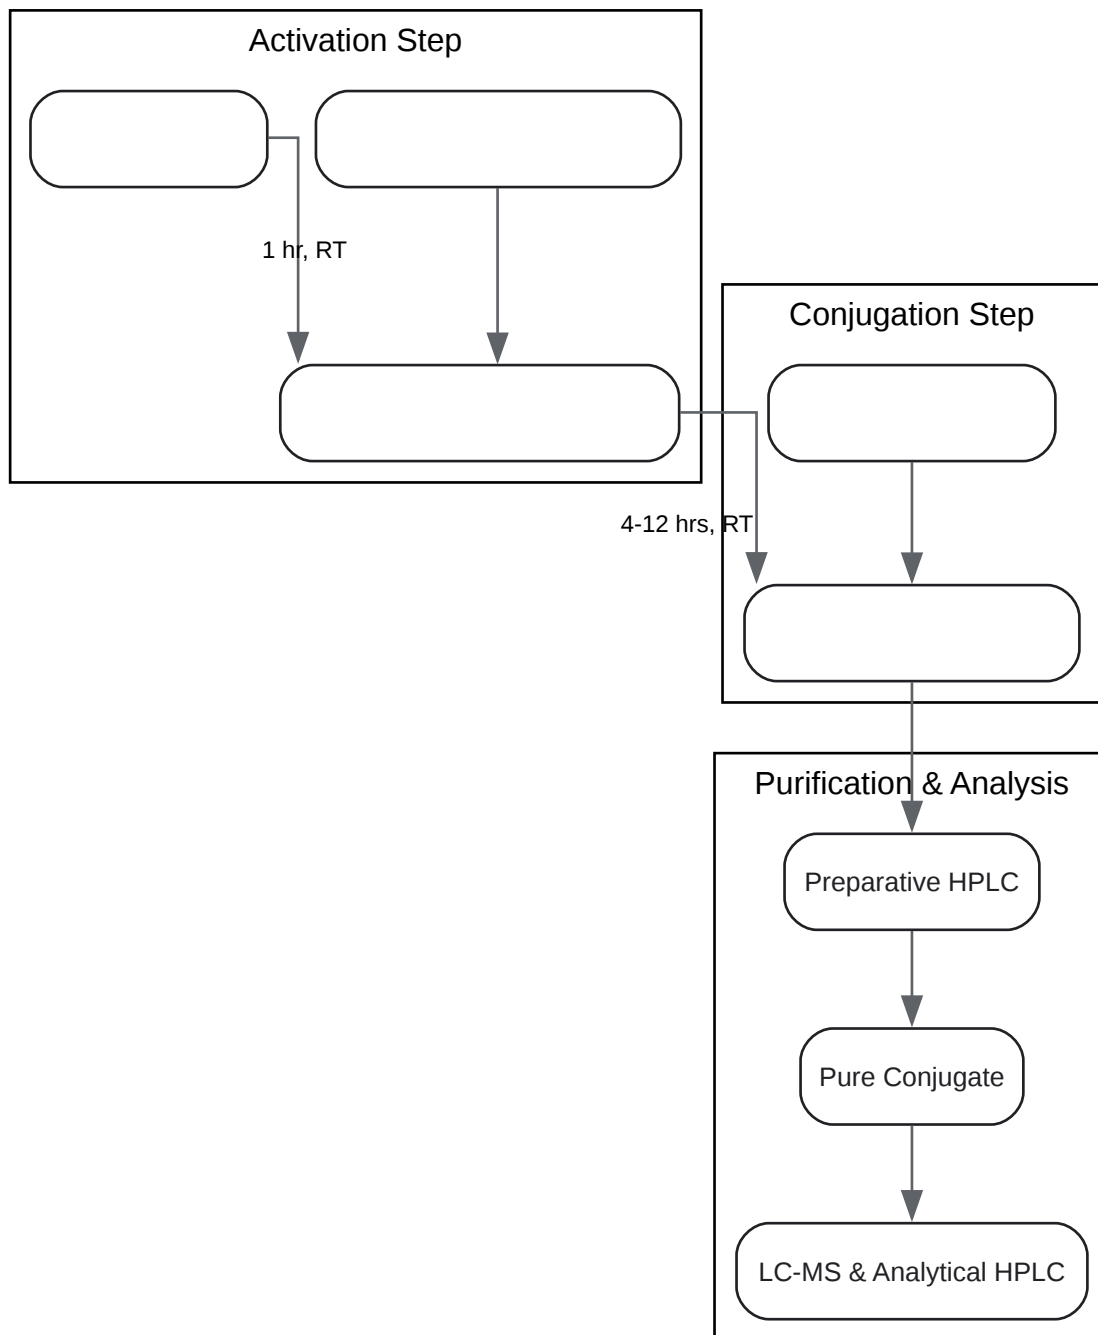 Activation Step
1 hr, RT
Conjugation Step
4-12 hrs, RT
Purification & Analysis
Preparative HPLC
Pure Conjugate
LC-MS & Analytical HPLC